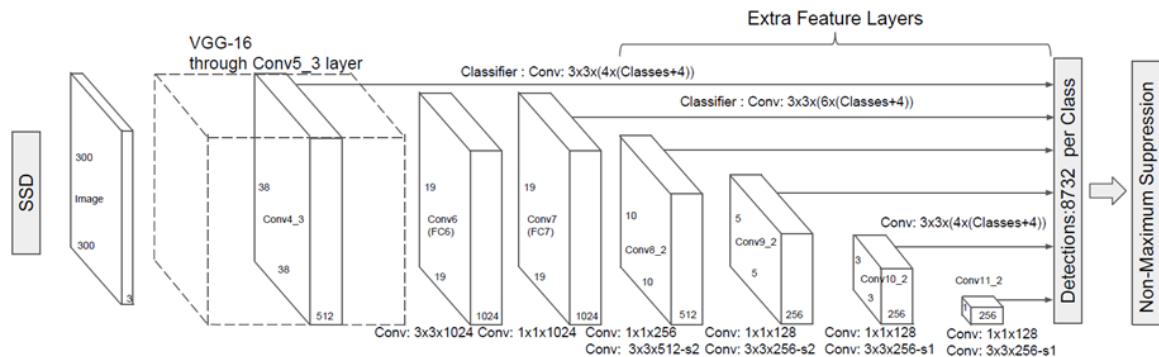 Extra Feature Layers
VGG-16
through Conv5_3 layer
Classifier : Conv: 3x3x(4x(Classes+4))
Classifier : Conv: 3x3x(6x(Classes+4))
SSD
300
Image
300
3
38
Conv4_3
38
512
19
Conv6
(FC6)
19
1024
19
Conv7
(FC7)
19
1024
10
Conv8_2
10
512
5
Conv9_2
5
256
Conv: 3x3x(4x(Classes+4))
3
Conv10_2
3
256
Conv11_2
1
256
Detections:8732 per Class
Non-Maximum Suppression
Conv: 3x3x1024
Conv: 1x1x1024
Conv: 1x1x256
Conv: 3x3x512-s2
Conv: 1x1x128
Conv: 3x3x256-s2
Conv: 1x1x128
Conv: 3x3x256-s1
Conv: 1x1x128
Conv: 3x3x256-s1